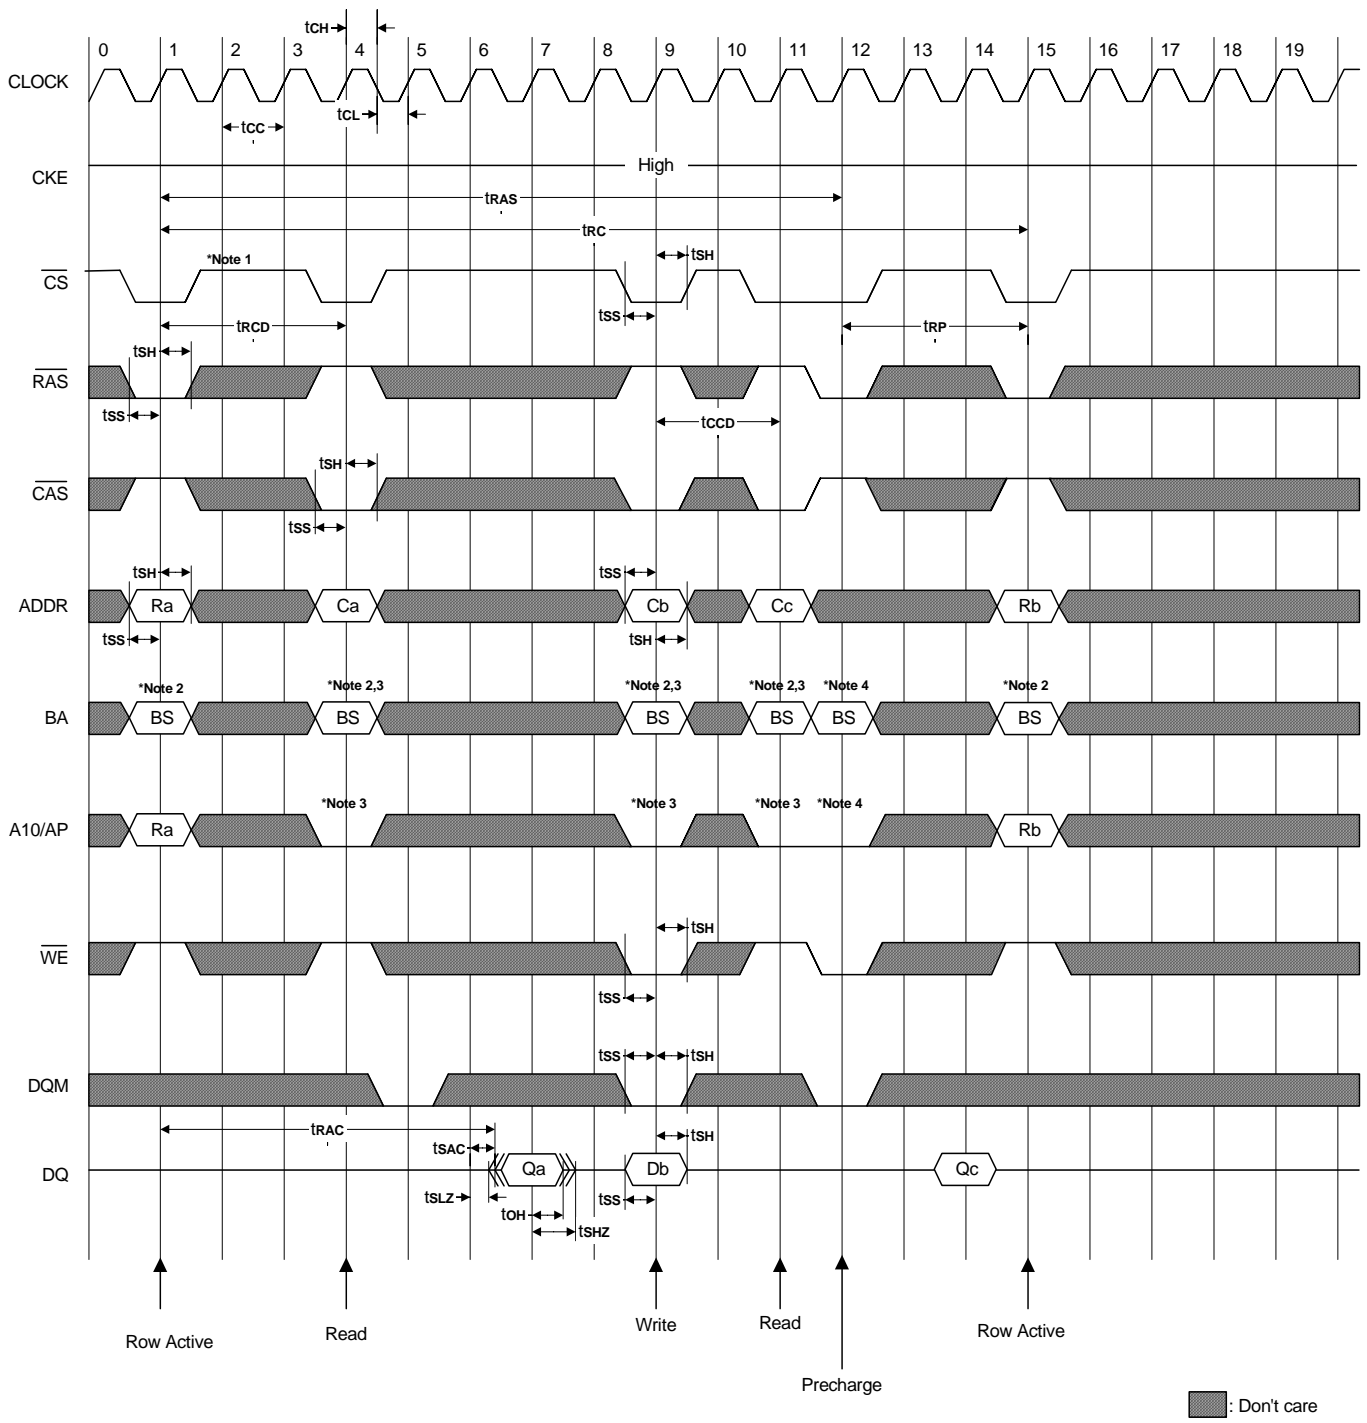 tCH
0 1 2 3 4 5 6 7 8 9 10 11 12 13 14 15 16 17 18 19
CLOCK
tCL
tCC
High
CKE
tRAS
tRC
*Note 1
tSH
CS
tSS
tRCD
tRP
tSH
RAS
tSS
tCCD
tSH
CAS
tSS
tSH
tSS
ADDR
Ra Ca Cb Cc Rb
tSS
tSH
*Note 2 *Note 2,3 *Note 2,3 *Note 2,3 *Note 4 *Note 2
BA
BS BS BS BS BS BS
*Note 3 *Note 3 *Note 3 *Note 4
A10/AP
Ra Rb
tSH
WE
tSS
tSS tSH
DQM
tRAC
tSAC
tSH
DQ
Qa Db Qc
tSLZ
tSS
tOH
tSHZ
Row Active
Read
Write
Read
Row Active
Precharge
: Don't care